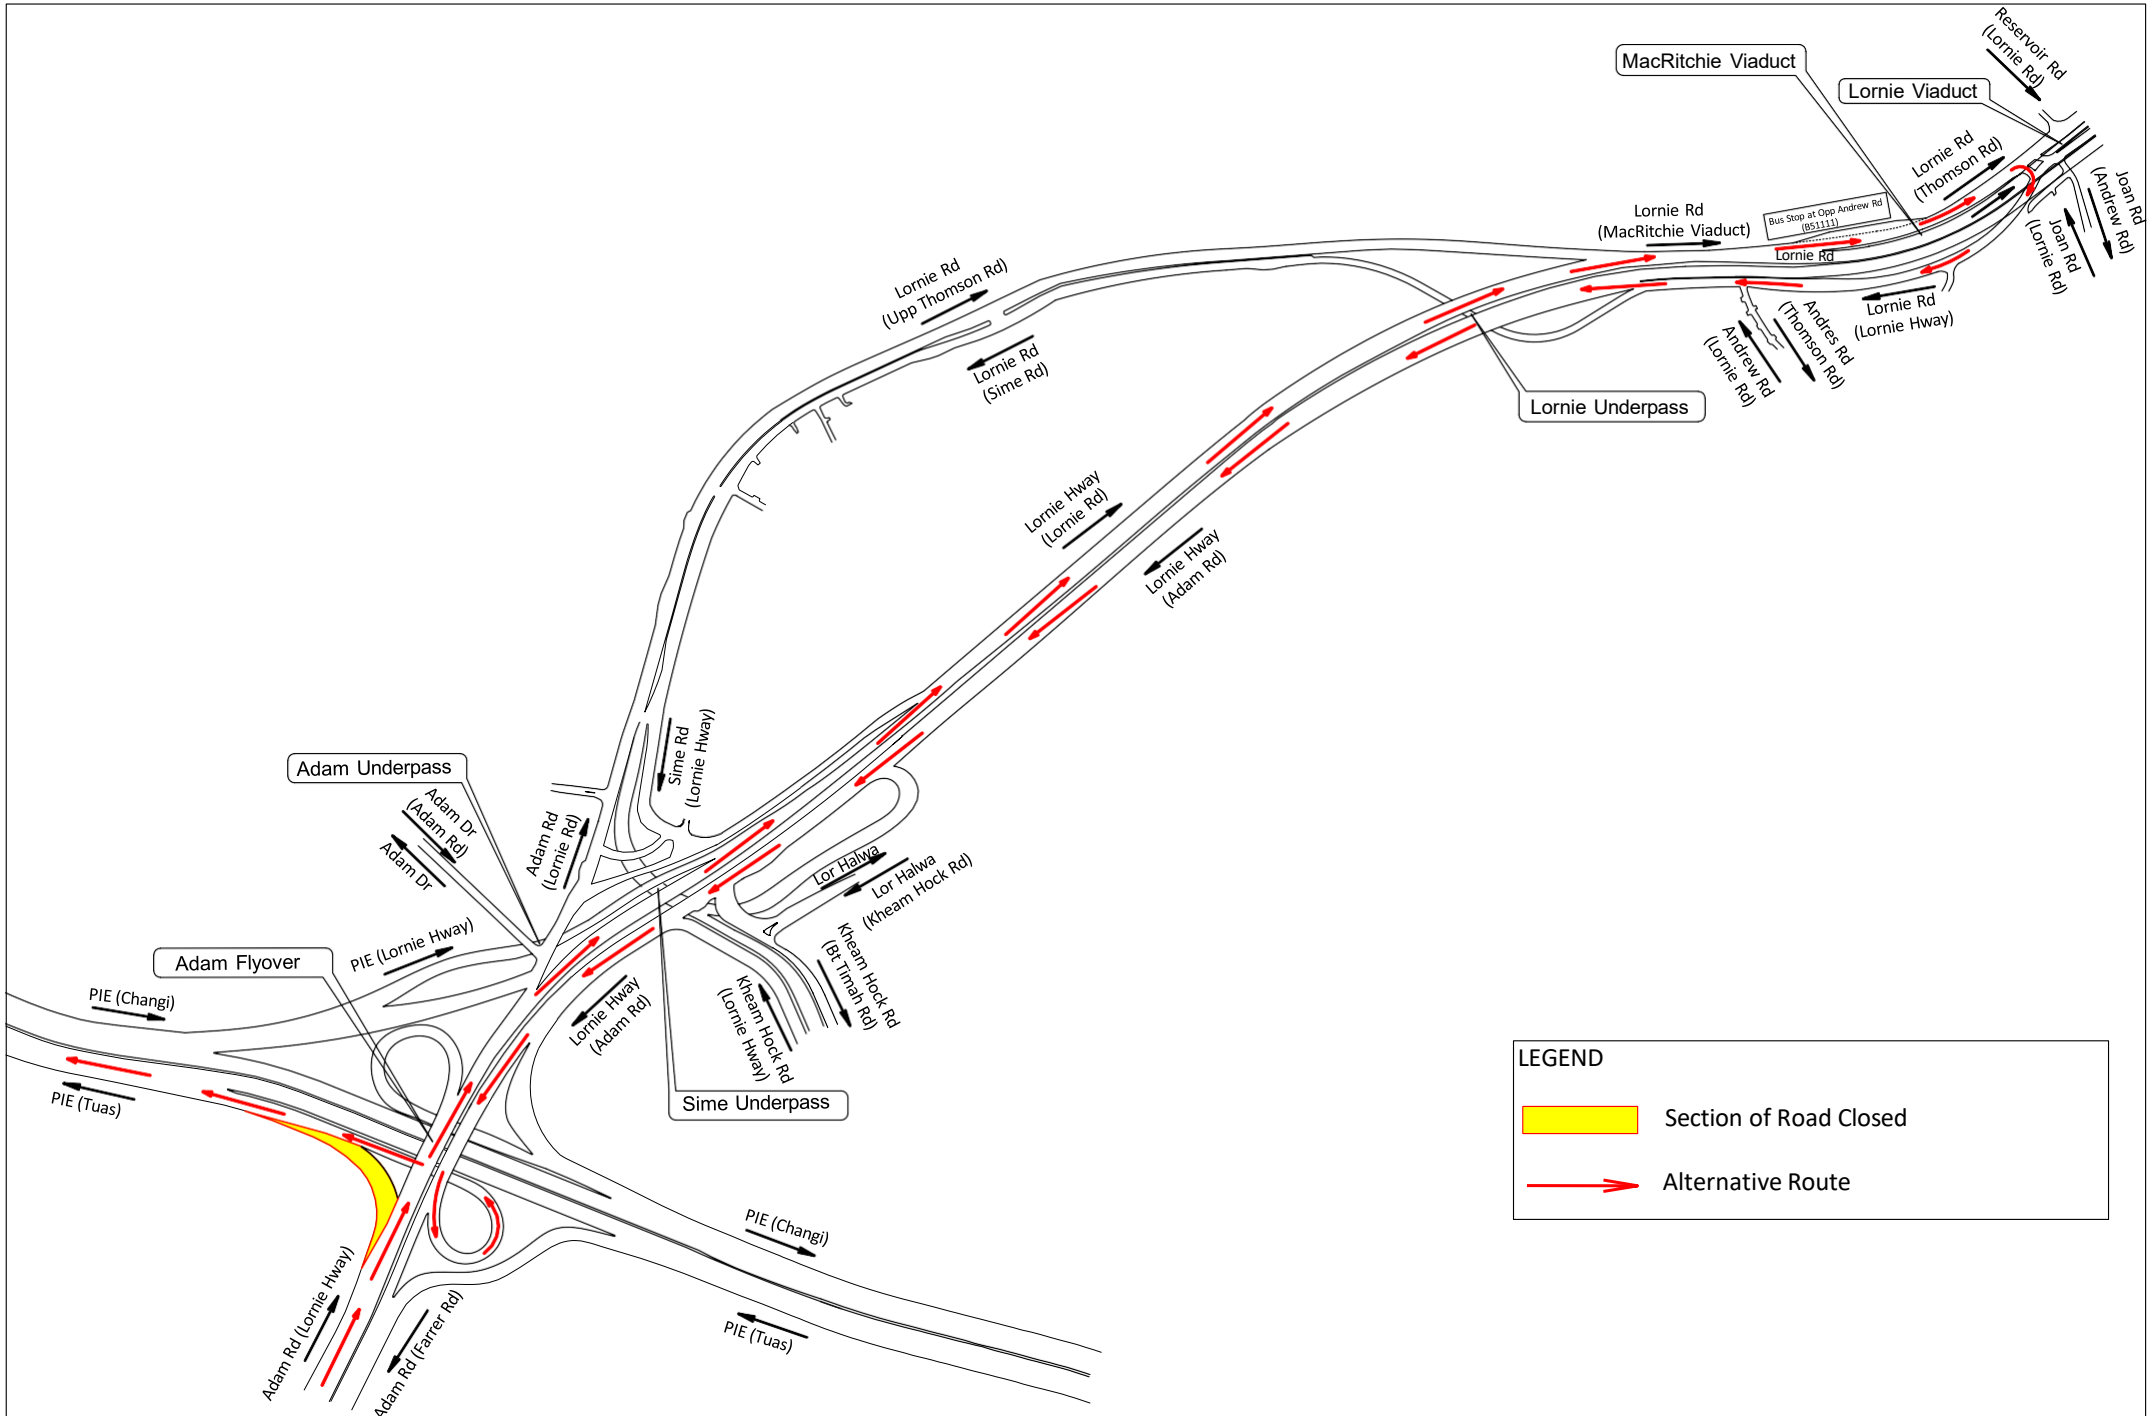 Reservoir Rd
(Lornie Rd)
MacRitchie Viaduct
Lornie Viaduct
Lornie Rd
(Thomson Rd)
Joan Rd
(Andrew Rd)
Joan Rd
(Lornie Rd)
Lornie Rd
(MacRitchie Viaduct)
Bus Stop at Opp Andrew Rd
(B51111)
Lornie Rd
Lornie Rd
(Lornie Hway)
Andres Rd
(Thomson Rd)
Andrew Rd
(Lornie Rd)
Lornie Rd
(Upp Thomson Rd)
Lornie Rd
(Sime Rd)
Lornie Underpass
Lornie Hway
(Lornie Rd)
Lornie Hway
(Adam Rd)
Sime Rd
(Lornie Hway)
Adam Underpass
Adam Dr
(Adam Rd)
Adam Dr
Adam Rd
(Lornie Rd)
Lor Halwa
Lor Halwa
(Kheam Hock Rd)
Kheam Hock Rd
(Bt Timah Rd)
Kheam Hock Rd
(Lornie Hway)
PIE (Lornie Hway)
Adam Flyover
PIE (Changi)
Lornie Hway
(Adam Rd)
PIE (Tuas)
Sime Underpass
LEGEND
Section of Road Closed
Alternative Route
PIE (Changi)
PIE (Tuas)
Adam Rd (Lornie Hway)
Adam Rd (Farrer Rd)